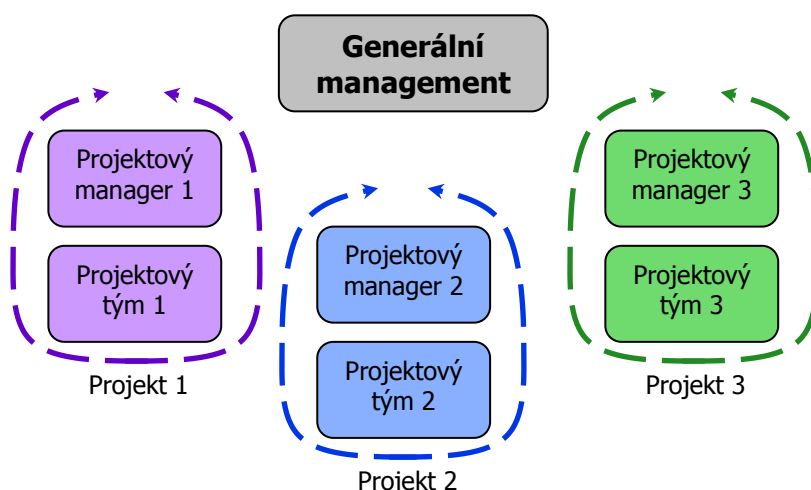 Generální
management
Projektový
manager 1
Projektový
tým 1
Projekt 1
Projektový
manager 2
Projektový
tým 2
Projekt 2
Projektový
manager 3
Projektový
tým 3
Projekt 3